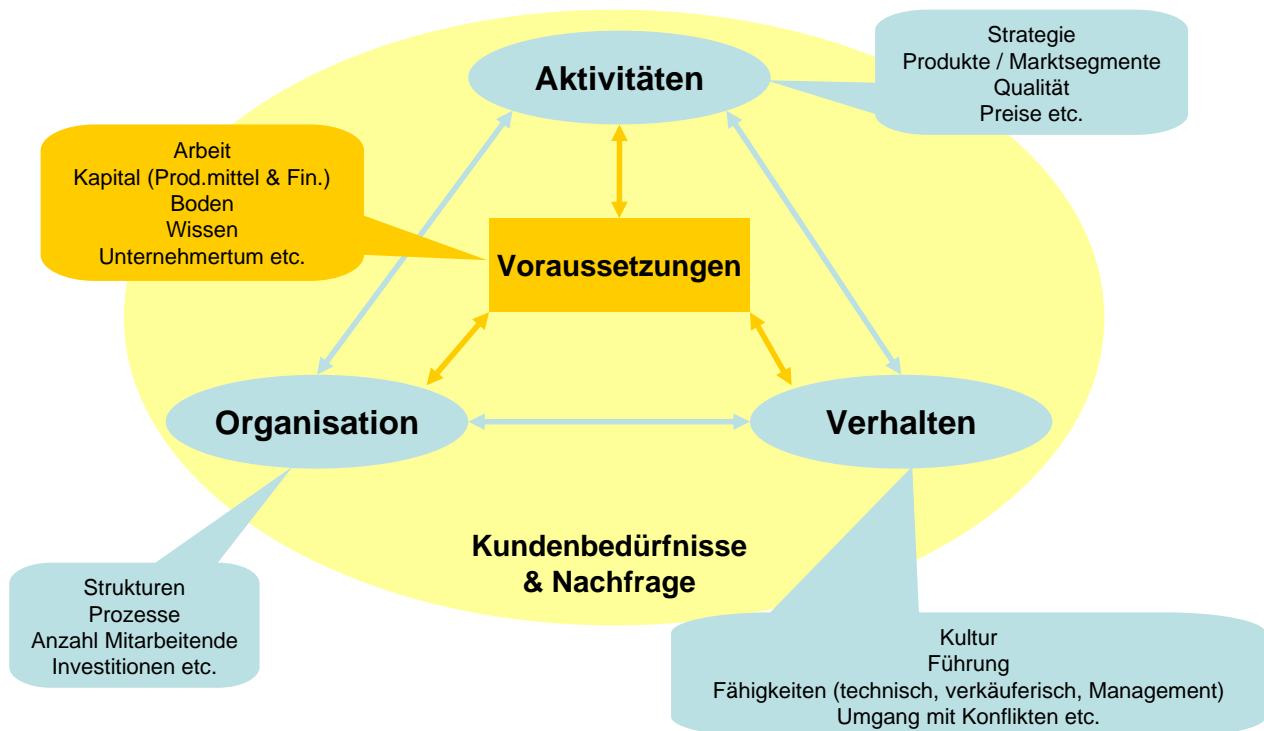 Strategie
Produkte / Marktsegmente
Qualität
Preise etc.
Aktivitäten
Arbeit
Kapital (Prod.mittel & Fin.)
Boden
Wissen
Unternehmertum etc.
Voraussetzungen
Organisation
Verhalten
Kundenbedürfnisse
& Nachfrage
Strukturen
Prozesse
Anzahl Mitarbeitende
Investitionen etc.
Kultur
Führung
Fähigkeiten (technisch, verkäuferisch, Management)
Umgang mit Konflikten etc.